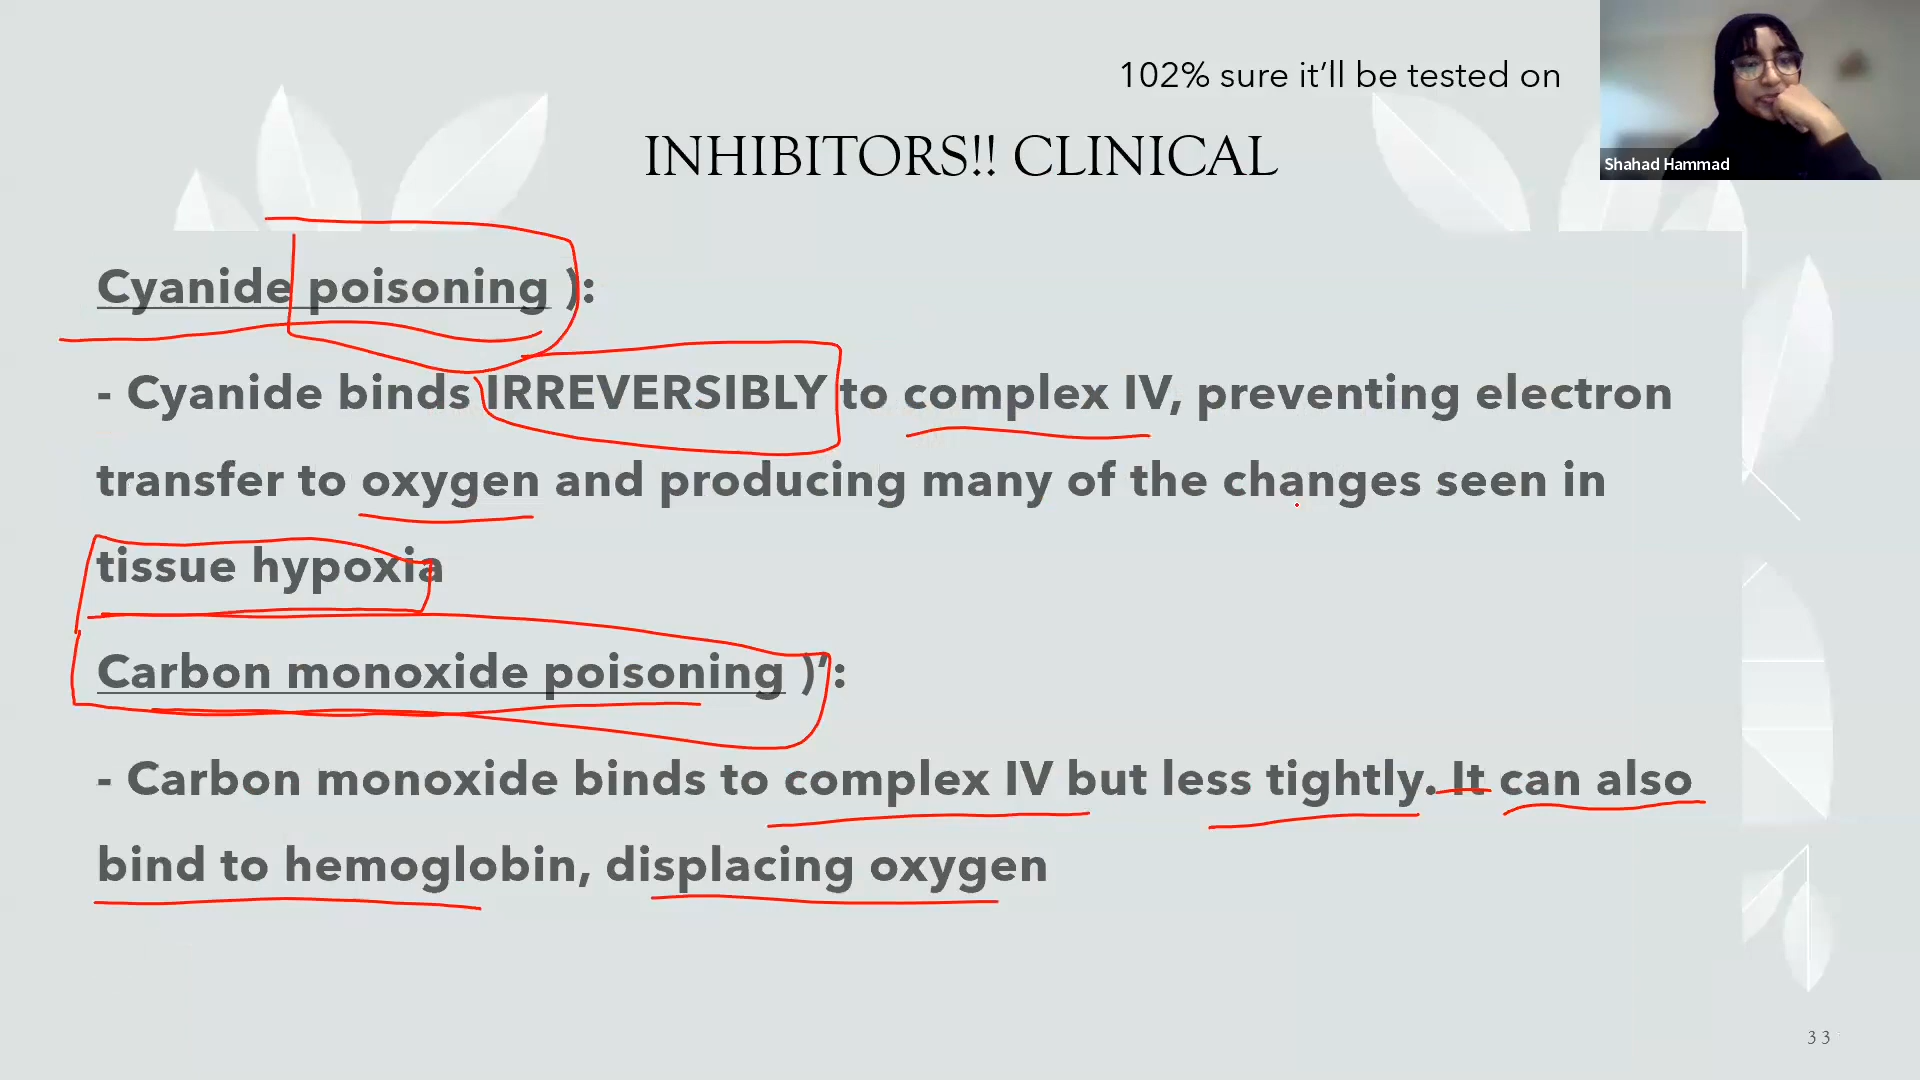 102% sure it’ll be tested on
INHIBITORS!! CLINICAL
Shahad Hammad
Cyanide poisoning ):
- Cyanide binds IRREVERSIBLY to complex IV, preventing electron
transfer to oxygen and producing many of the changes seen in
tissue hypoxia
Carbon monoxide poisoning )’:
- Carbon monoxide binds to complex IV but less tightly. It can also
bind to hemoglobin, displacing oxygen
33